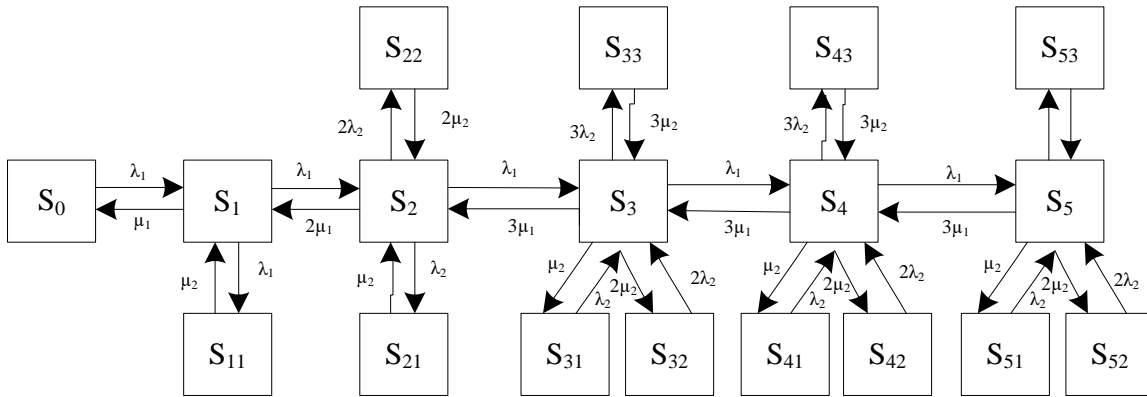 S₂₂
S₃₃
S₄₃
S₅₃
2λ₂
2μ₂
3λ₂
3μ₂
3λ₂
3μ₂
S₀
λ₁
μ₁
S₁
λ₁
2μ₁
S₂
λ₁
3μ₁
S₃
λ₁
3μ₁
S₄
λ₁
3μ₁
S₅
μ₂
λ₁
μ₂
λ₂
μ₂
λ₂
2μ₂
2λ₂
μ₂
λ₂
2μ₂
2λ₂
μ₂
λ₂
2μ₂
2λ₂
S₁₁
S₂₁
S₃₁
S₃₂
S₄₁
S₄₂
S₅₁
S₅₂